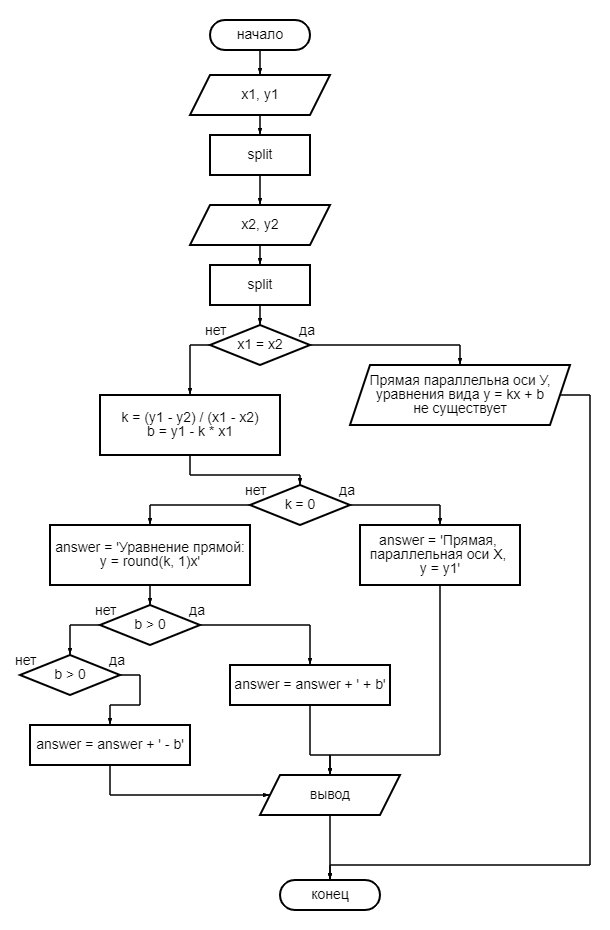 начало
x1, y1
split
x2, y2
split
нет
да
x1 = x2
Прямая параллельна оси У,
уравнения вида y = kx + b
не существует
k = (y1 - y2) / (x1 - x2)
b = y1 - k * x1
нет
да
k = 0
answer = 'Уравнение прямой:
y = round(k, 1)x'
answer = 'Прямая,
параллельная оси X,
y = y1'
нет
да
b > 0
нет
да
b > 0
answer = answer + ' + b'
answer = answer + ' - b'
вывод
конец